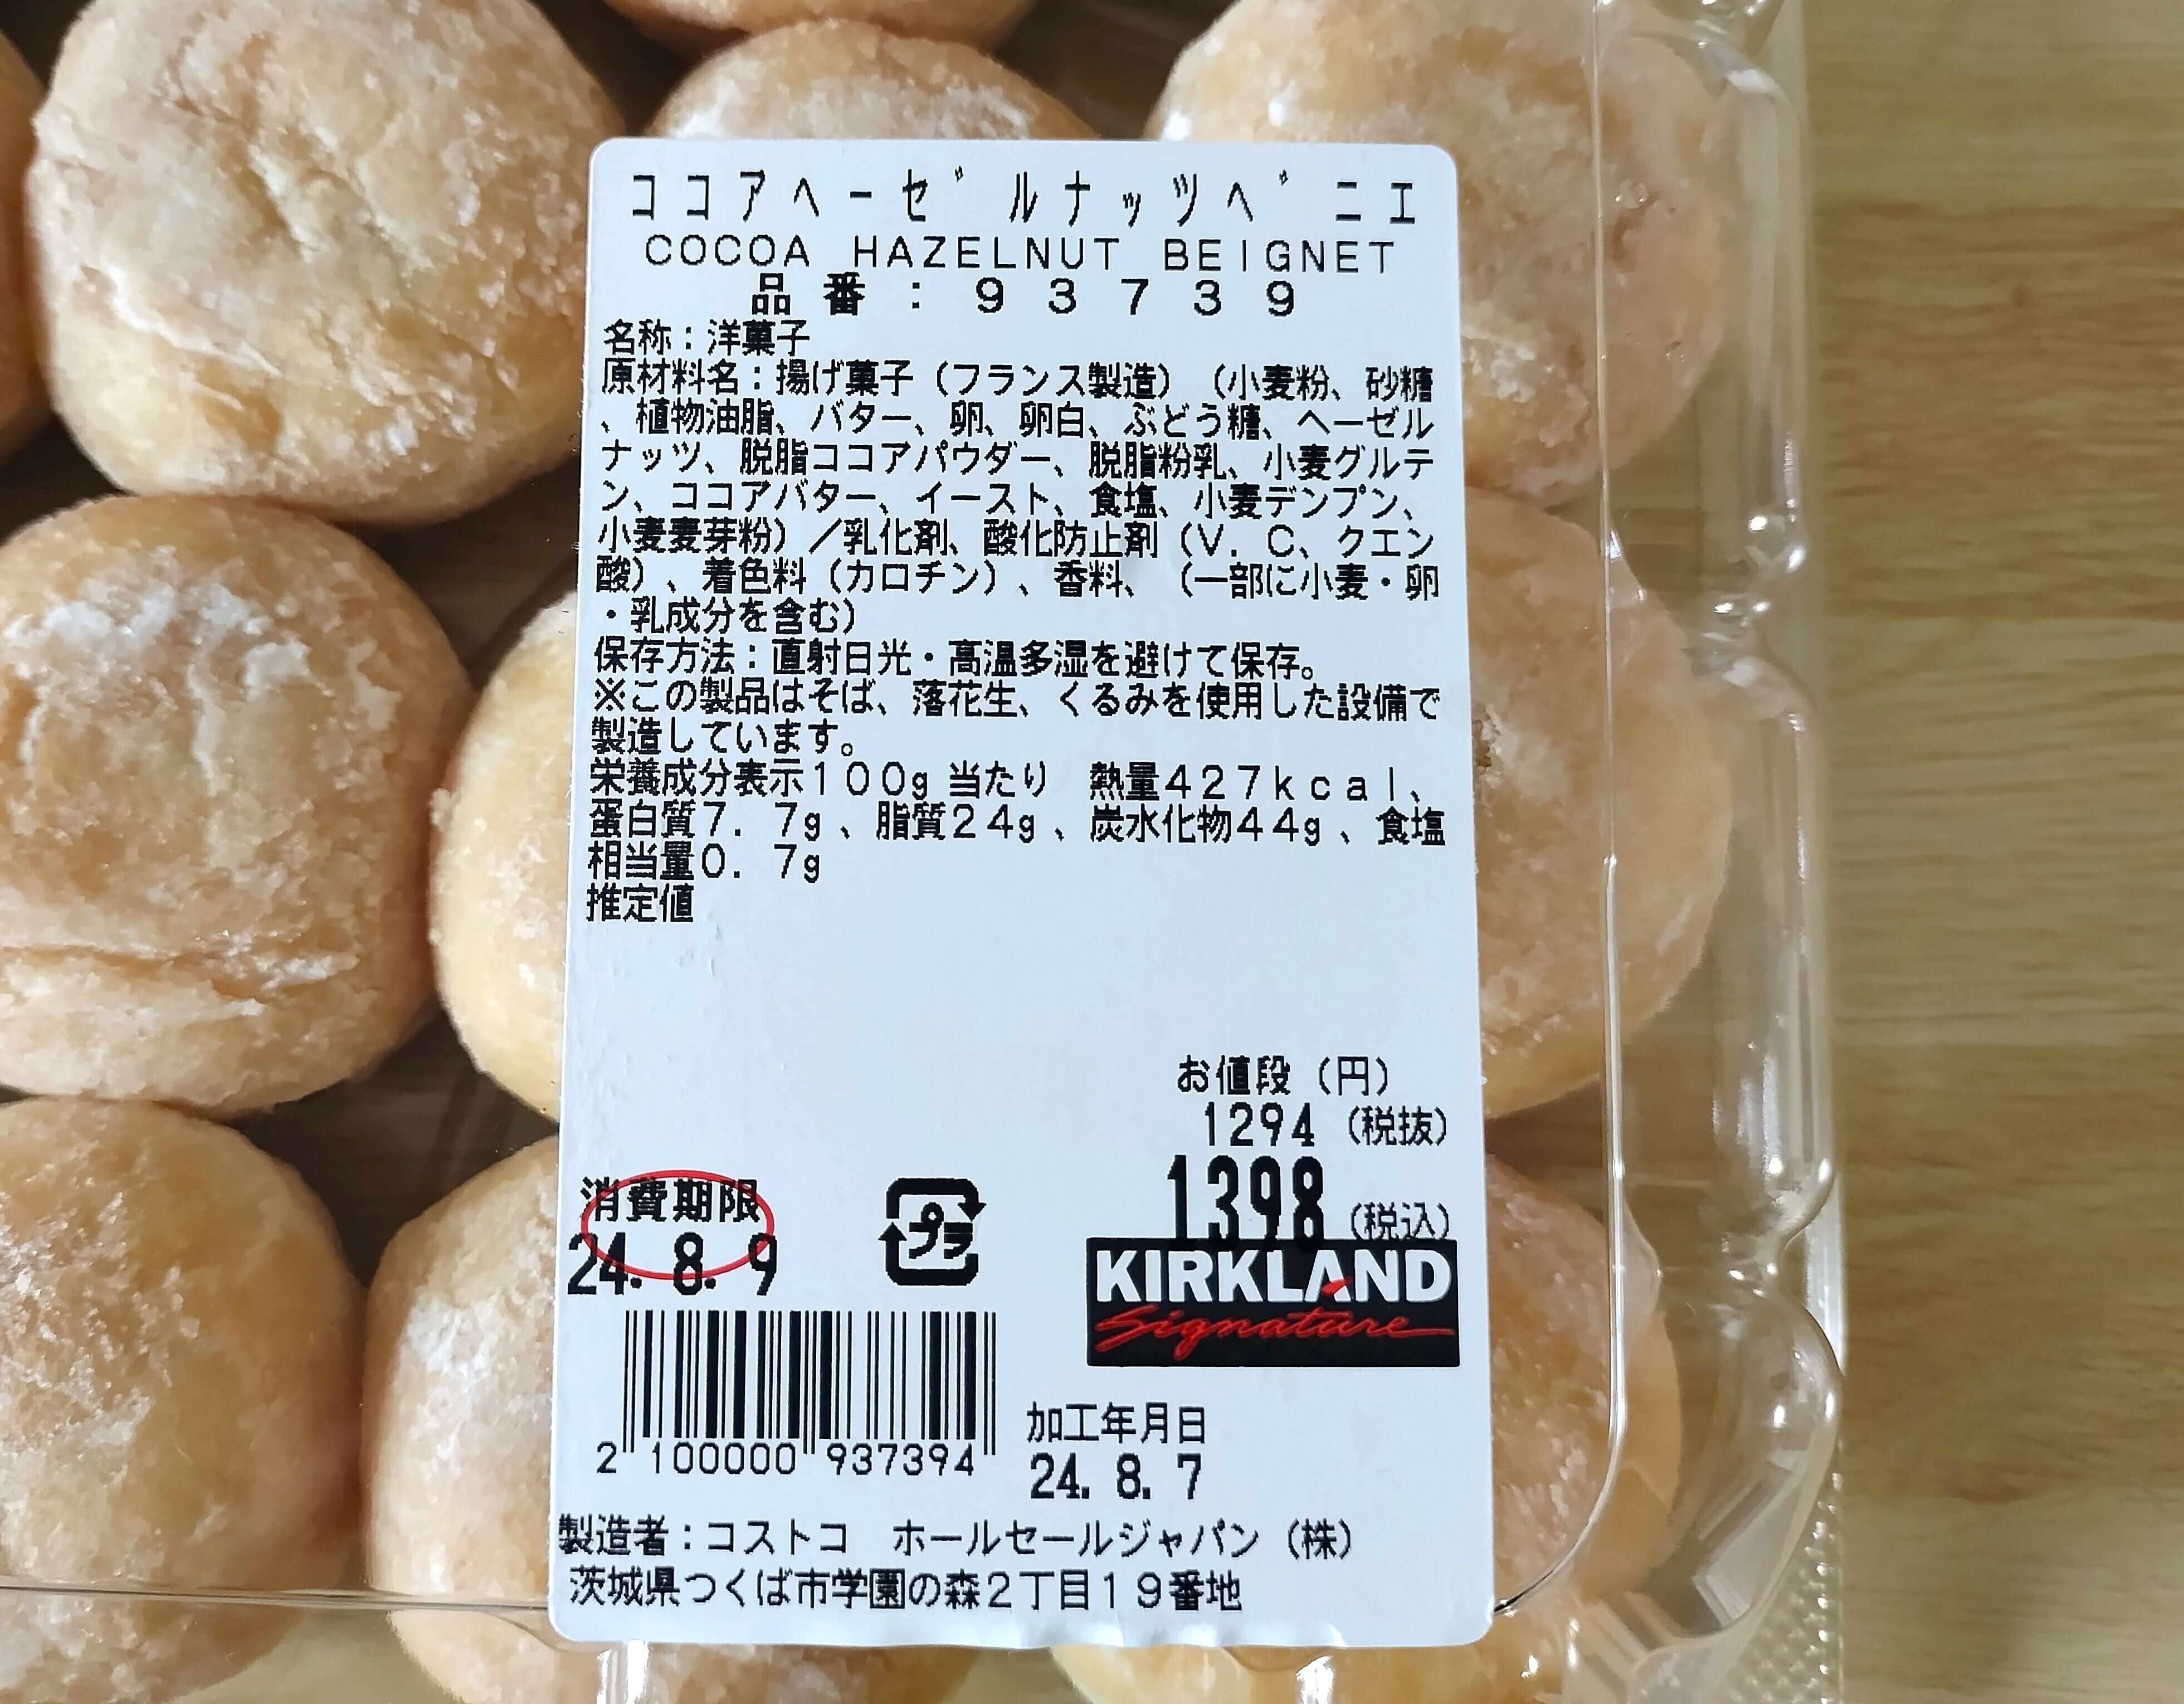 ココアヘーゼルナッツベニエ
COCOA HAZELNUT BEIGNET
品番:93739
名称:洋菓子
原材料名:揚げ菓子(フランス製造)(小麦粉、砂糖
、植物油脂、バター、卵、卵白、ぶどう糖、ヘーゼル
ナッツ、脱脂ココアパウダー、脱脂粉乳、小麦グルテ
ン、ココアバター、イースト、食塩、小麦デンプン、
小麦麦芽粉)/乳化剤、酸化防止剤(V.C、クエン
酸)、着色料(カロチン)、香料、(一部に小麦・卵
・乳成分を含む)
保存方法:直射日光・高温多湿を避けて保存。
※この製品はそば、落花生、くるみを使用した設備で
製造しています。
栄養成分表示100g当たり 熱量427kcal、
蛋白質7.7g、脂質24g、炭水化物44g、食塩
相当量0.7g
推定値
お値段(円)
1294(税抜)
1398(税込)
消費期限
24.8.9
プラ
KIRKLAND
Signature
2 100000 937394
加工年月日
24.8.7
製造者:コストコ ホールセールジャパン(株)
茨城県つくば市学園の森2丁目19番地